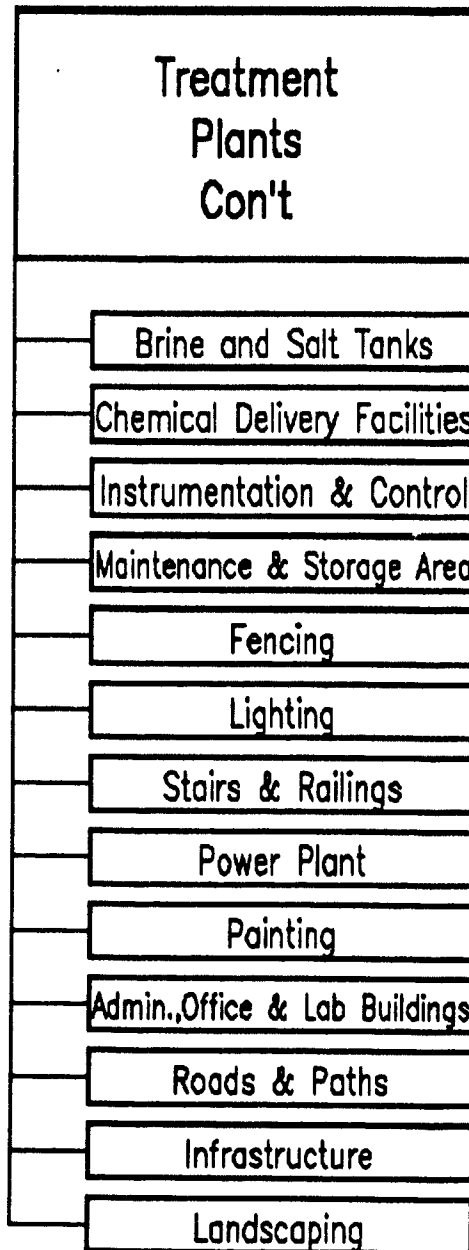 Treatment
Plants
Con't
Brine and Salt Tanks
Chemical Delivery Facilities
Instrumentation & Control
Maintenance & Storage Area
Fencing
Lighting
Stairs & Railings
Power Plant
Painting
Admin.,Office & Lab Buildings
Roads & Paths
Infrastructure
Landscaping